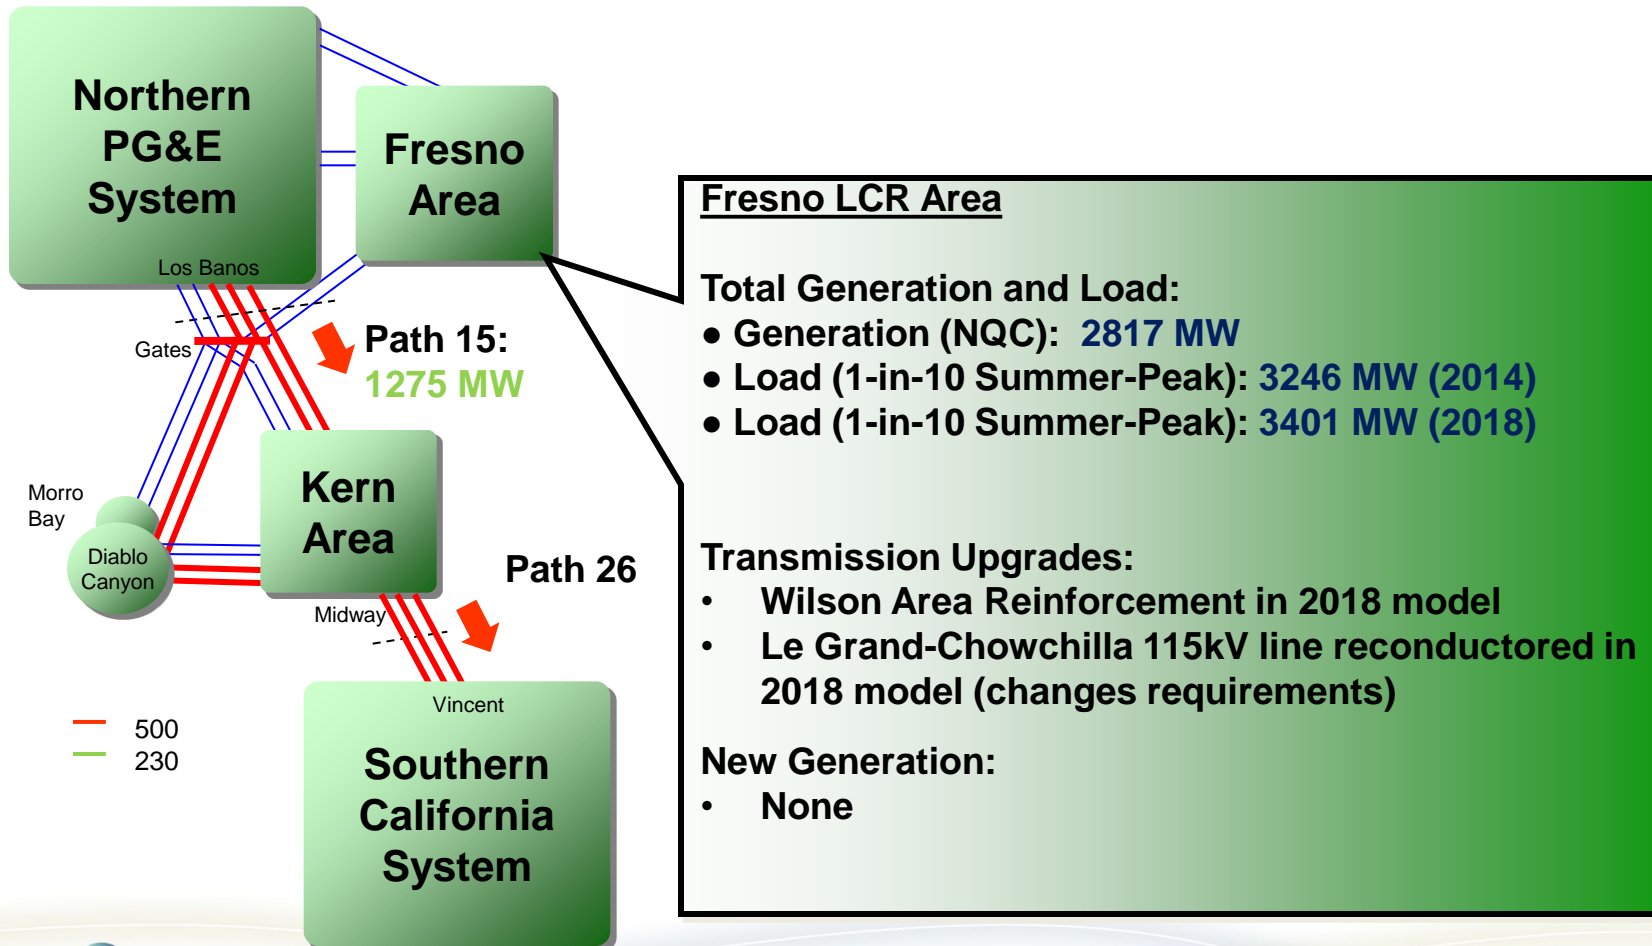 Northern
PG&E
System
Los Banos
Fresno
Area
Gates
Path 15:
1275 MW
Kern
Area
Morro
Bay
Diablo
Canyon
Midway
Path 26
Vincent
Southern
California
System
500
230
Fresno LCR Area
Total Generation and Load:
● Generation (NQC): 2817 MW
● Load (1-in-10 Summer-Peak): 3246 MW (2014)
● Load (1-in-10 Summer-Peak): 3401 MW (2018)
Transmission Upgrades:
• Wilson Area Reinforcement in 2018 model
• Le Grand-Chowchilla 115kV line reconductored in
2018 model (changes requirements)
New Generation:
• None